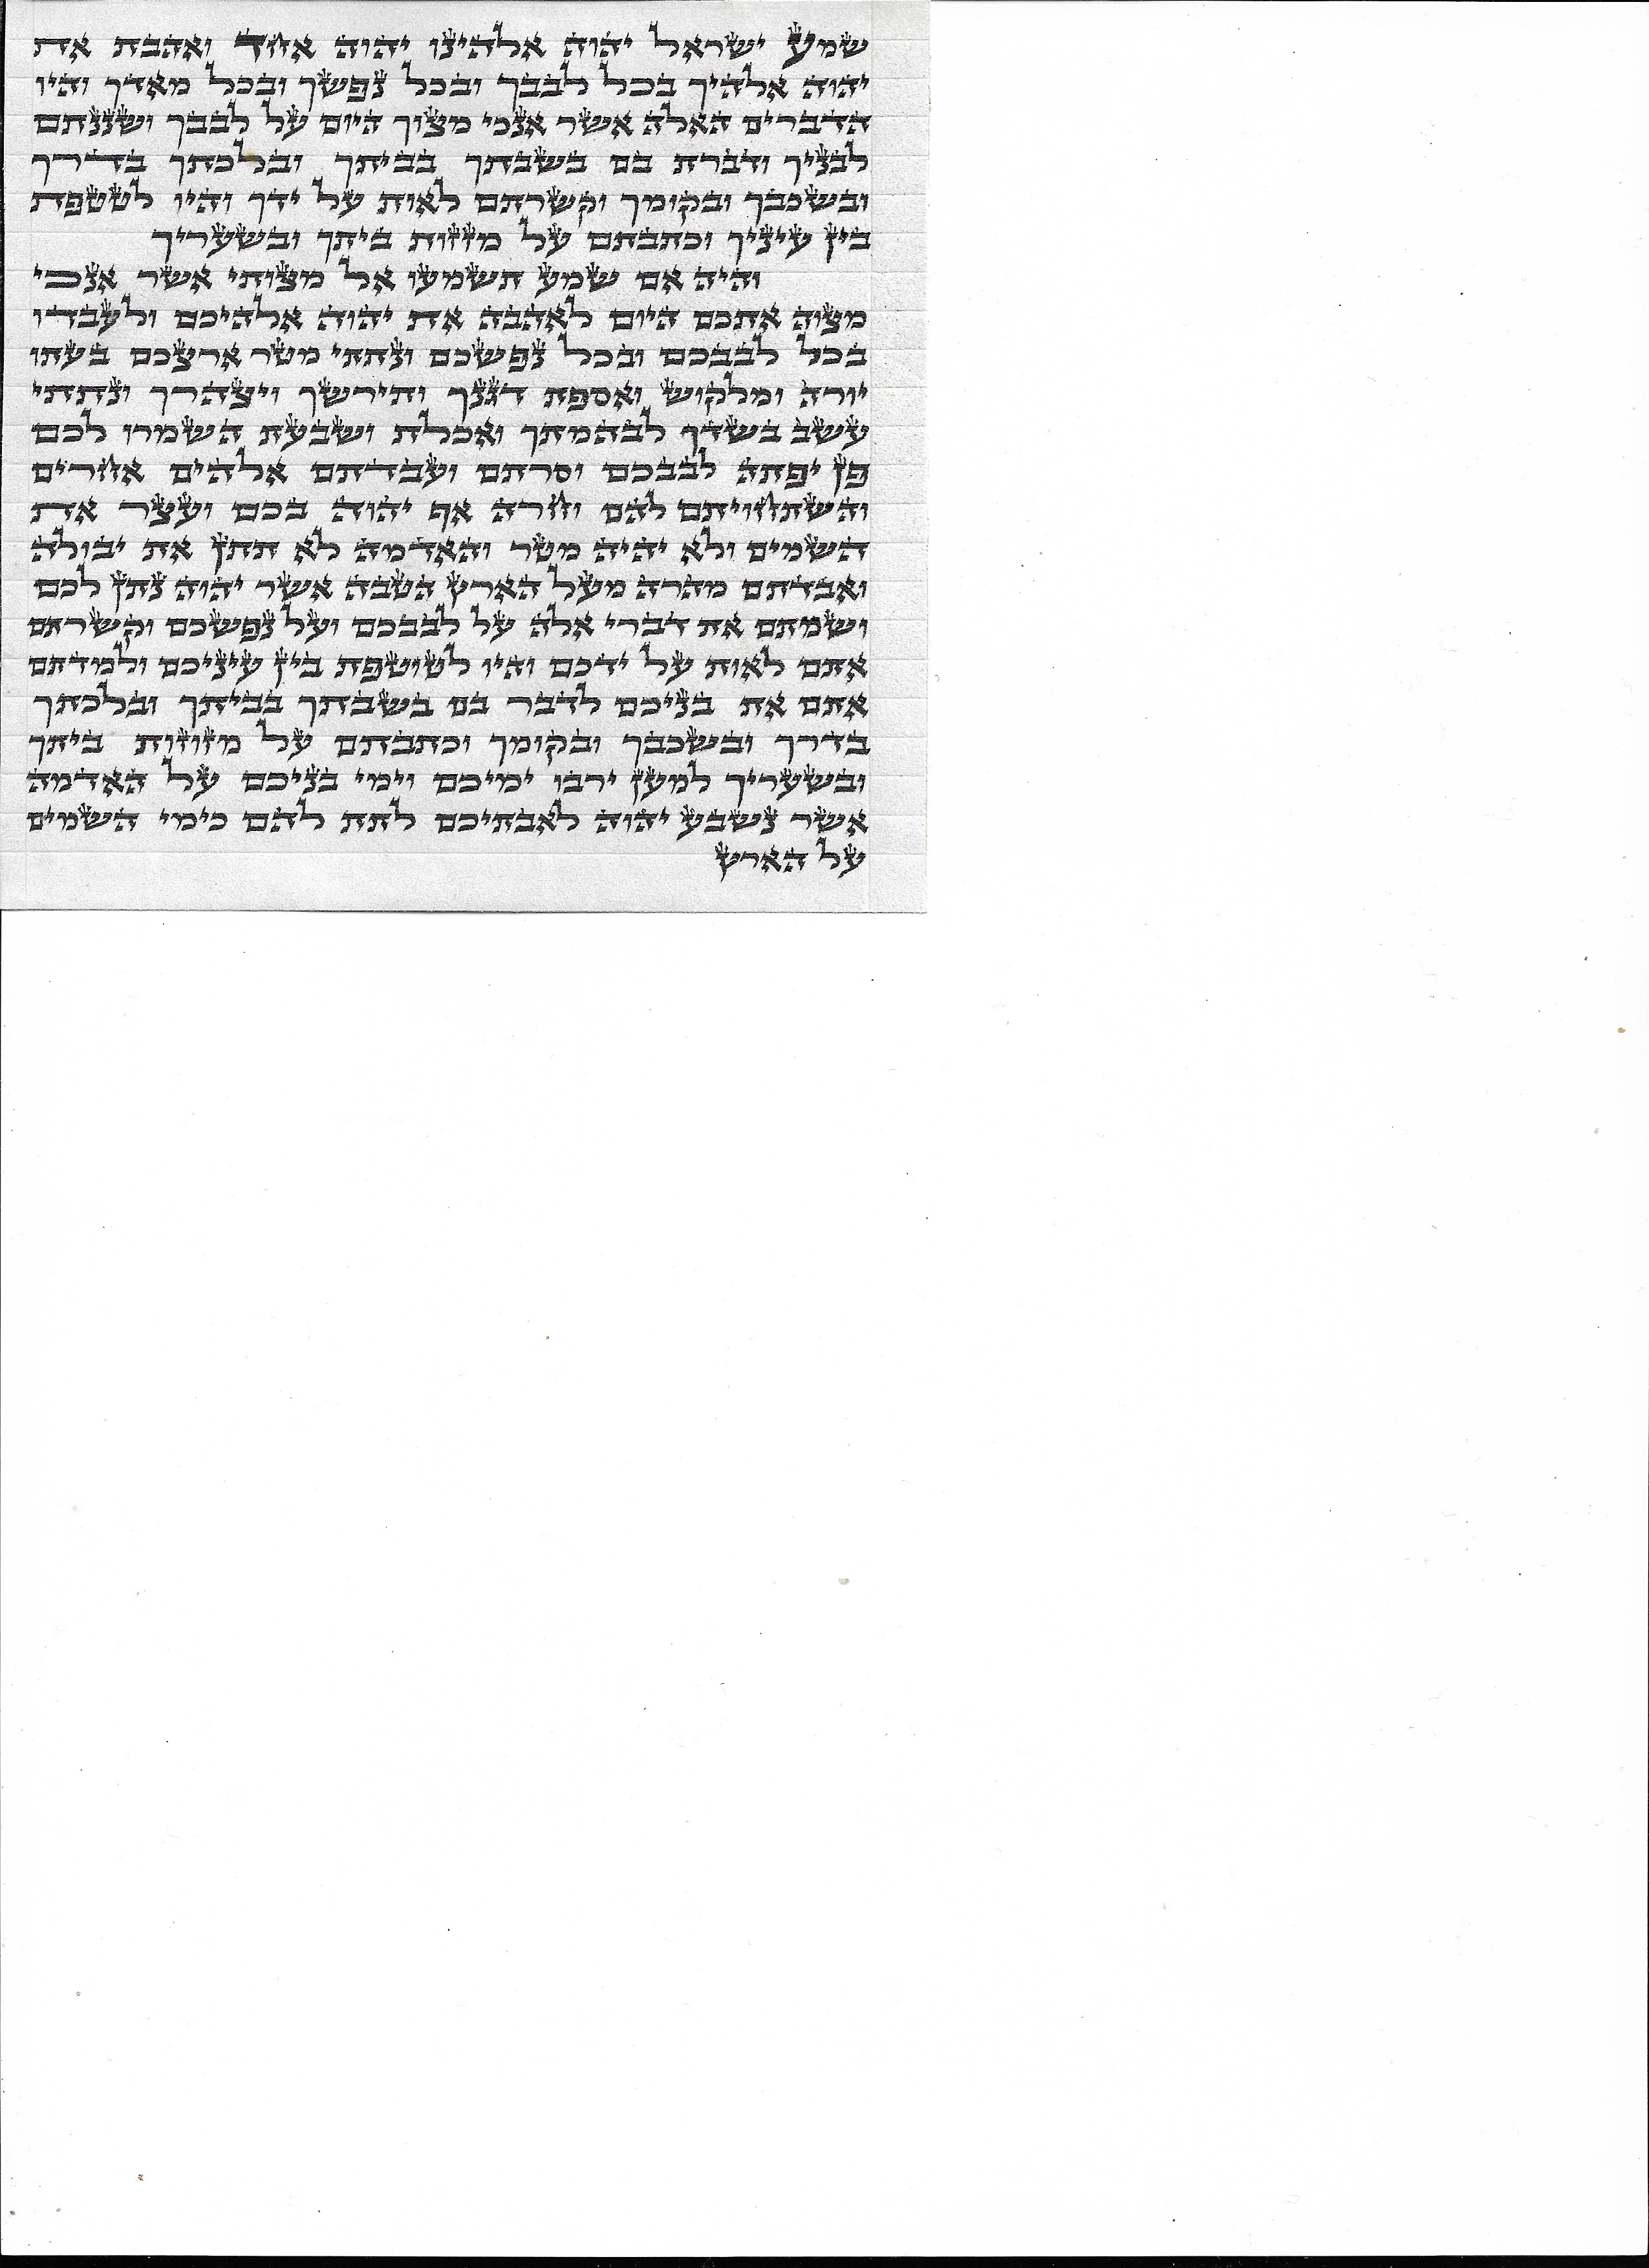 שמע ישראל יהוה אלהינו יהוה אחד ואהבת את
יהוה אלהיך בכל לבבך ובכל נפשך ובכל מאדך והיו
הדברים האלה אשר אנכי מצוך היום על לבבך ושננתם
לבניך ודברת בם בשבתך בביתך ובלכתך בדרך
ובשכבך ובקומך וקשרתם לאות על ידך והיו לטטפת
בין עיניך וכתבתם על מזזות ביתך ובשעריך
והיה אם שמע תשמעו אל מצותי אשר אנכי
מצוה אתכם היום לאהבה את יהוה אלהיכם ולעבדו
בכל לבבכם ובכל נפשכם ונתתי מטר ארצכם בעתו
יורה ומלקוש ואספת דגנך ותירשך ויצהרך ונתתי
עשב בשדך לבהמתך ואכלת ושבעת השמרו לכם
פן יפתה לבבכם וסרתם ועבדתם אלהים אחרים
והשתחויתם להם וחרה אף יהוה בכם ועצר את
השמים ולא יהיה מטר והאדמה לא תתן את יבולה
ואבדתם מהרה מעל הארץ הטבה אשר יהוה נתן לכם
ושמתם את דברי אלה על לבבכם ועל נפשכם וקשרתם
אתם לאות על ידכם והיו לטוטפת בין עיניכם ולמדתם
אתם את בניכם לדבר בם בשבתך בביתך ובלכתך
בדרך ובשכבך ובקומך וכתבתם על מזוזות ביתך
ובשעריך למען ירבו ימיכם וימי בניכם על האדמה
אשר נשבע יהוה לאבתיכם לתת להם כימי השמים
על הארץ